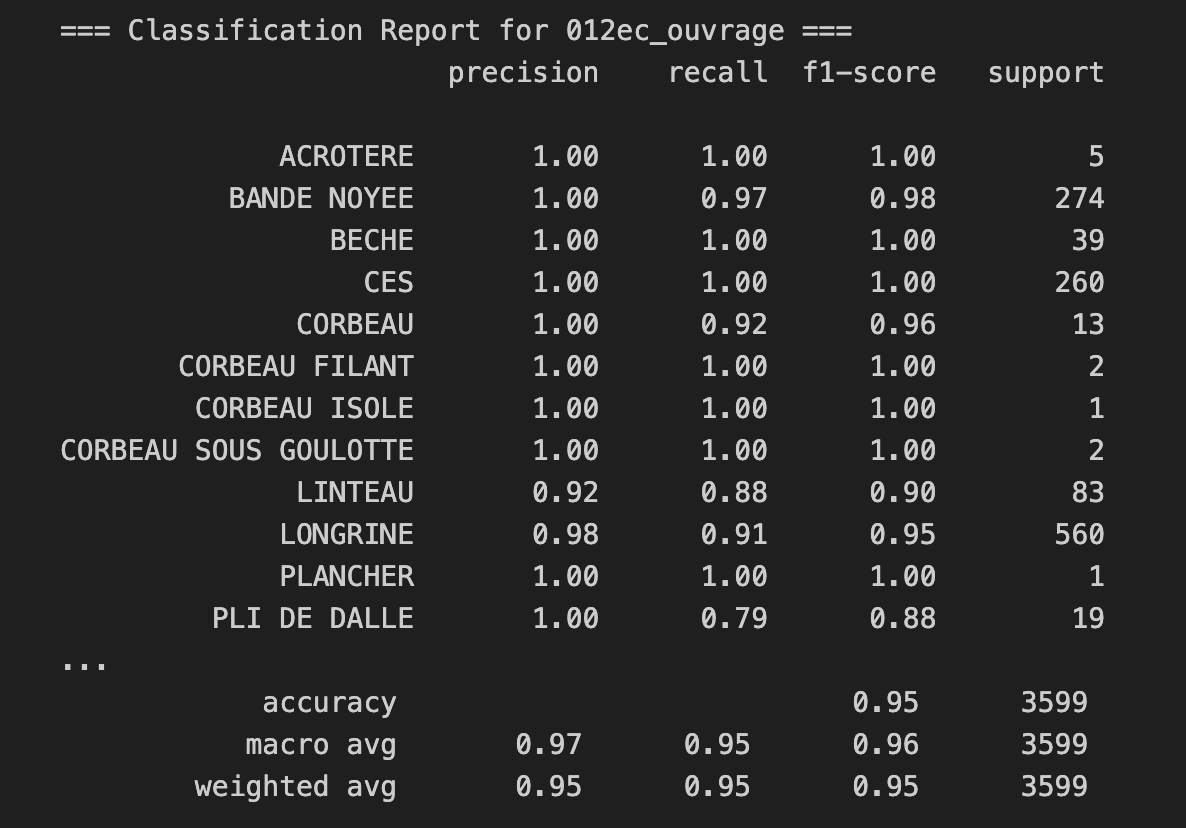 === Classification Report for 012ec_ouvrage ===
precision recall f1-score support
ACROTERE 1.00 1.00 1.00 5
BANDE NOYEE 1.00 0.97 0.98 274
BECHE 1.00 1.00 1.00 39
CES 1.00 1.00 1.00 260
CORBEAU 1.00 0.92 0.96 13
CORBEAU FILANT 1.00 1.00 1.00 2
CORBEAU ISOLE 1.00 1.00 1.00 1
CORBEAU SOUS GOULOTTE 1.00 1.00 1.00 2
LINTEAU 0.92 0.88 0.90 83
LONGRINE 0.98 0.91 0.95 560
PLANCHER 1.00 1.00 1.00 1
PLI DE DALLE 1.00 0.79 0.88 19
...
accuracy 0.95 3599
macro avg 0.97 0.95 0.96 3599
weighted avg 0.95 0.95 0.95 3599